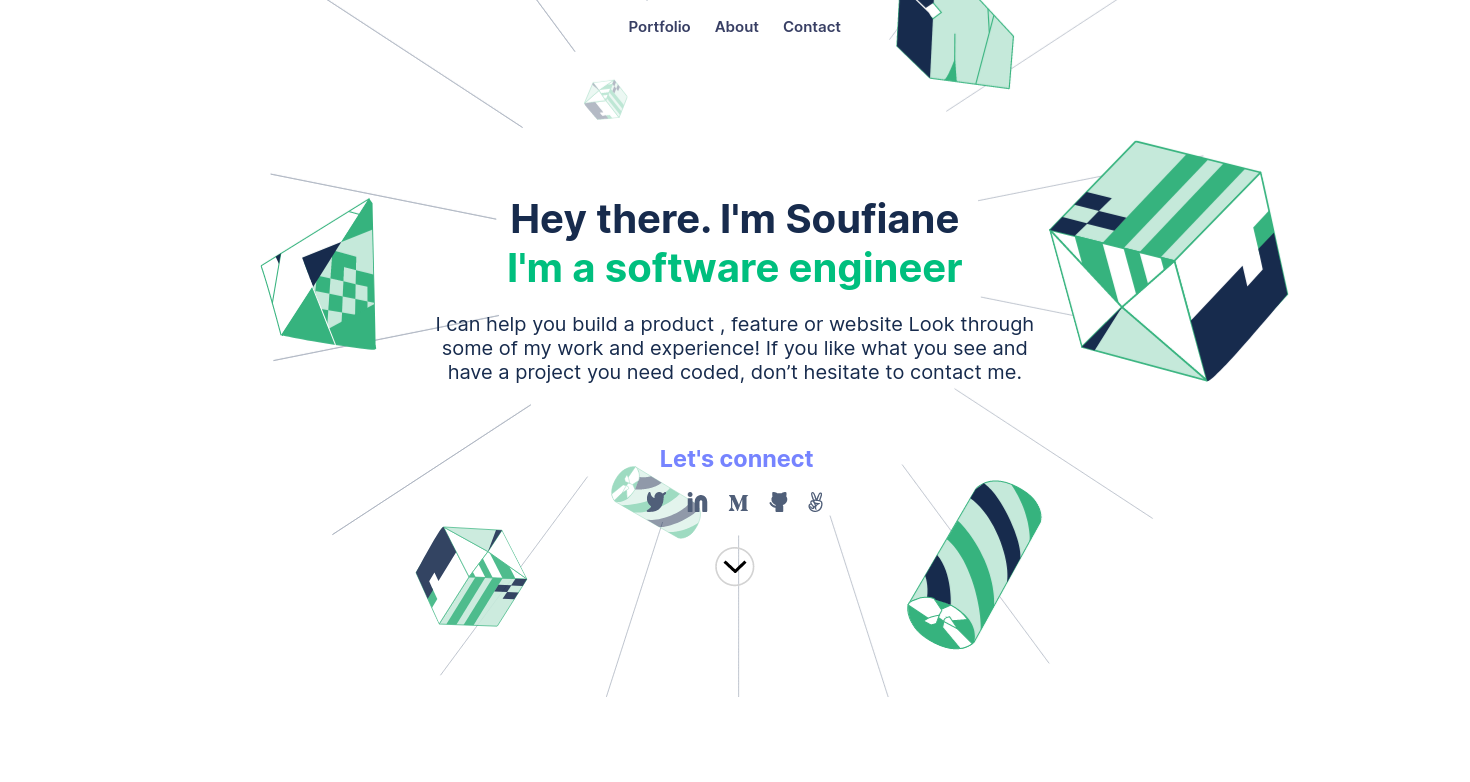 Portfolio About Contact
Hey there. I'm Soufiane
I'm a software engineer
I can help you build a product , feature or website Look through
some of my work and experience! If you like what you see and
have a project you need coded, don’t hesitate to contact me.
Let's connect